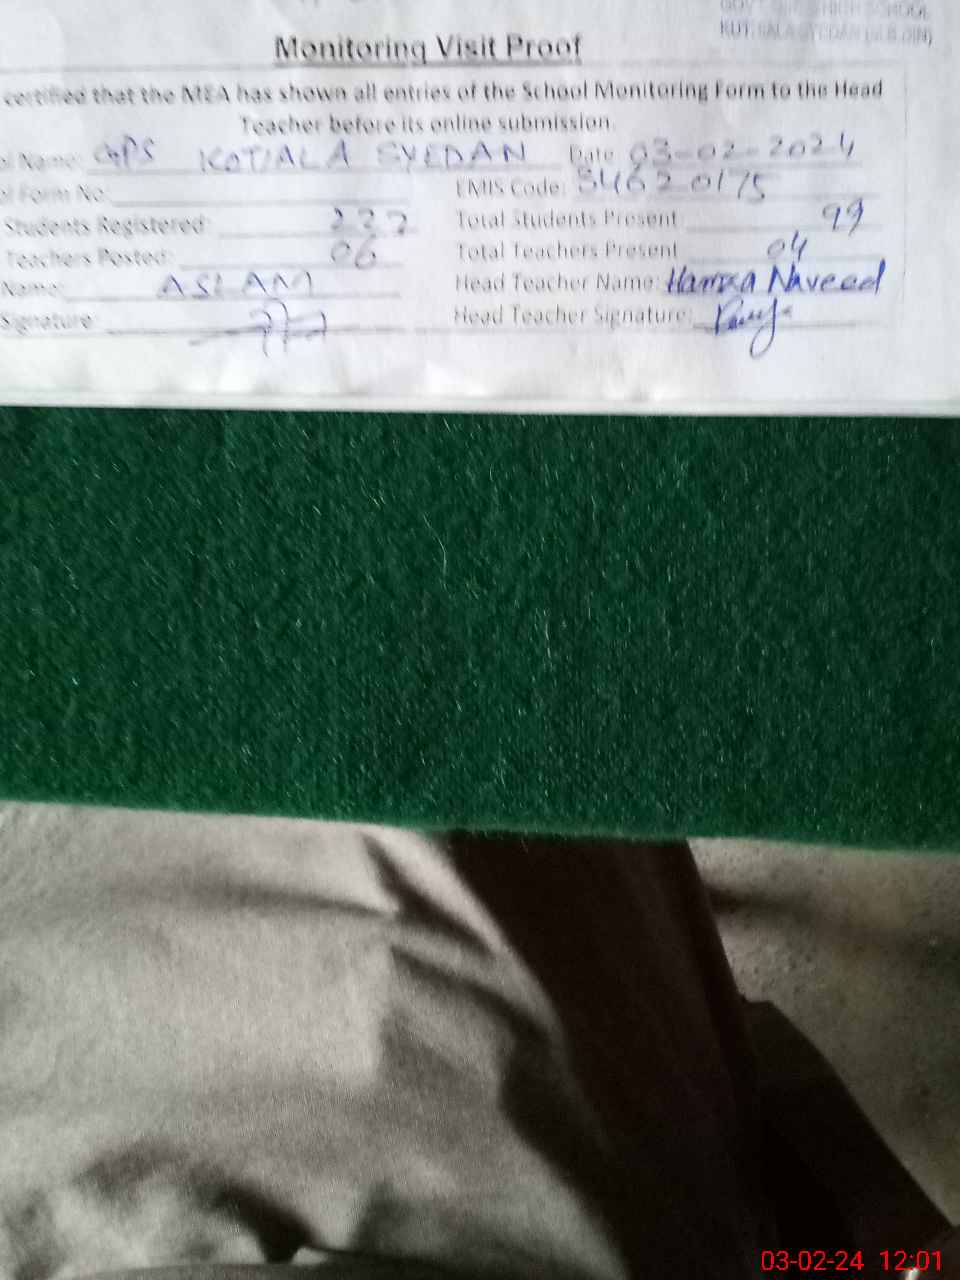 HIGH SCHOOL
Monitoring Visit Proof
certified that the MEA has shown all entries of the School Monitoring Form to the Head
Teacher before its online submission.
Name: GPS KOTIALA SYEDAN Date 03-02-2024
Form No. EMIS Code: 34620175
Students Registered: 222 Total Students Present 99
Teachers Posted: 06 Total Teachers Present 04
Name: ASLAM Head Teacher Name: Hamza Naveed
Signature: Head Teacher Signature:
03-02-24 12:01